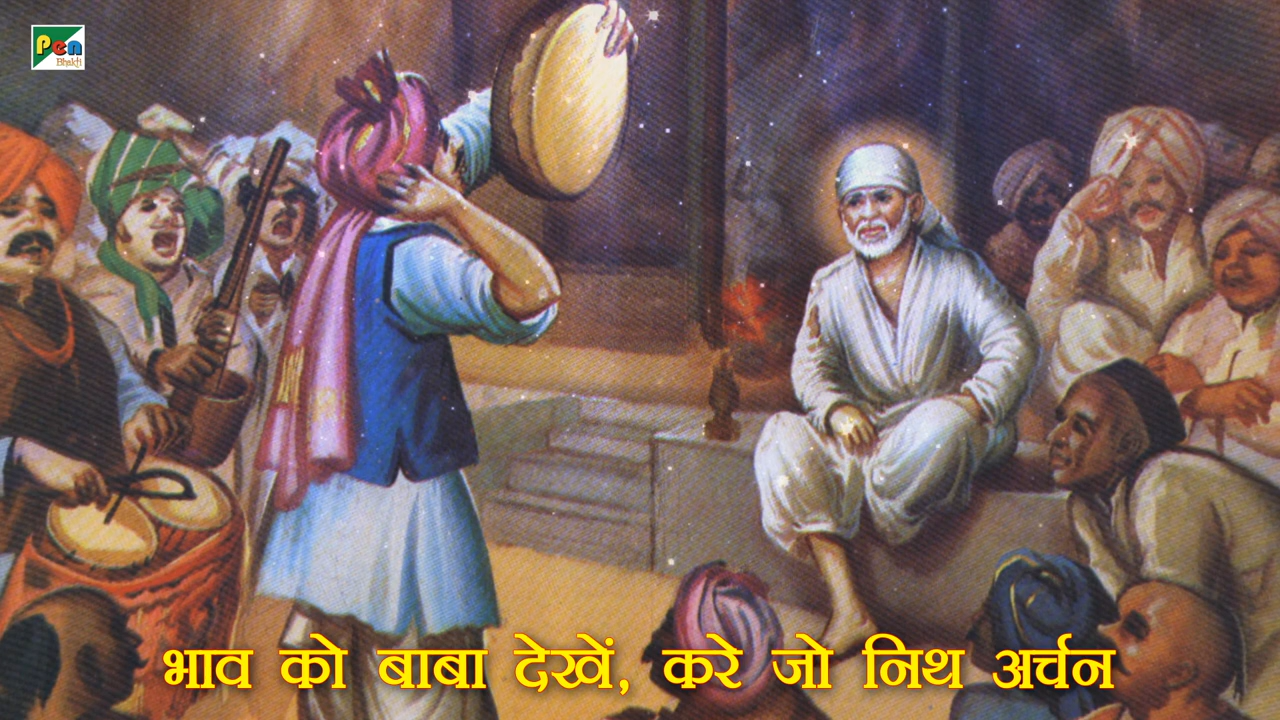 Pen
Bhakti
भाव को बाबा देखें, करे जो निथ अर्चन